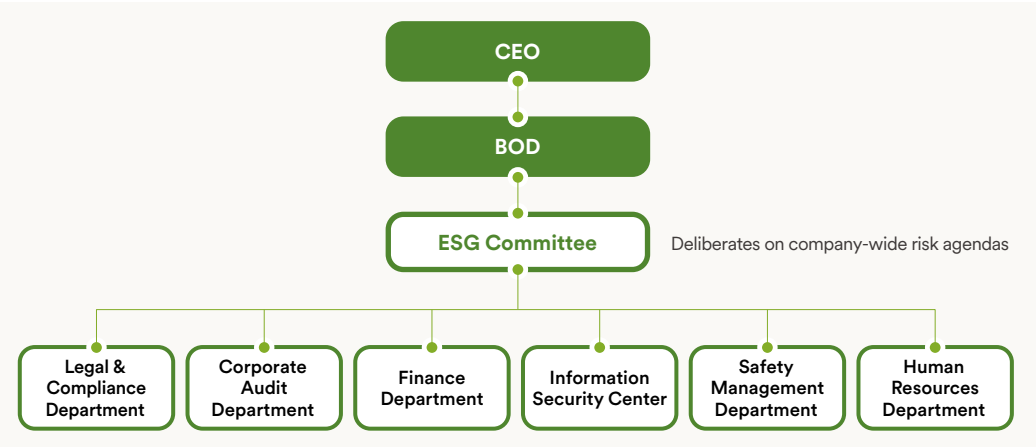 CEO
BOD
ESG Committee
Deliberates on company-wide risk agendas
Legal &
Compliance
Department
Corporate
Audit
Department
Finance
Department
Information
Security Center
Safety
Management
Department
Human
Resources
Department